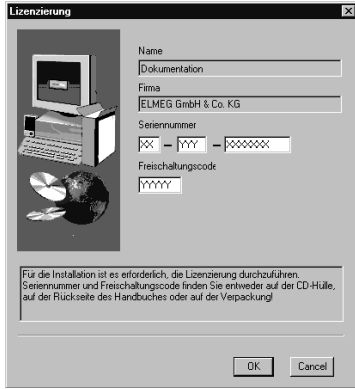 Lizenzierung
Name
Dokumentation
Firma
ELMEG GmbH & Co. KG
Seriennummer
XX - YYY - XXXXXXX
Freischaltungscode
YYYYY
Für die Installation ist es erforderlich, die Lizenzierung durchzuführen.
Seriennummer und Freischaltungscode finden Sie entweder auf der CD-Hülle,
auf der Rückseite des Handbuches oder auf der Verpackung!
OK Cancel